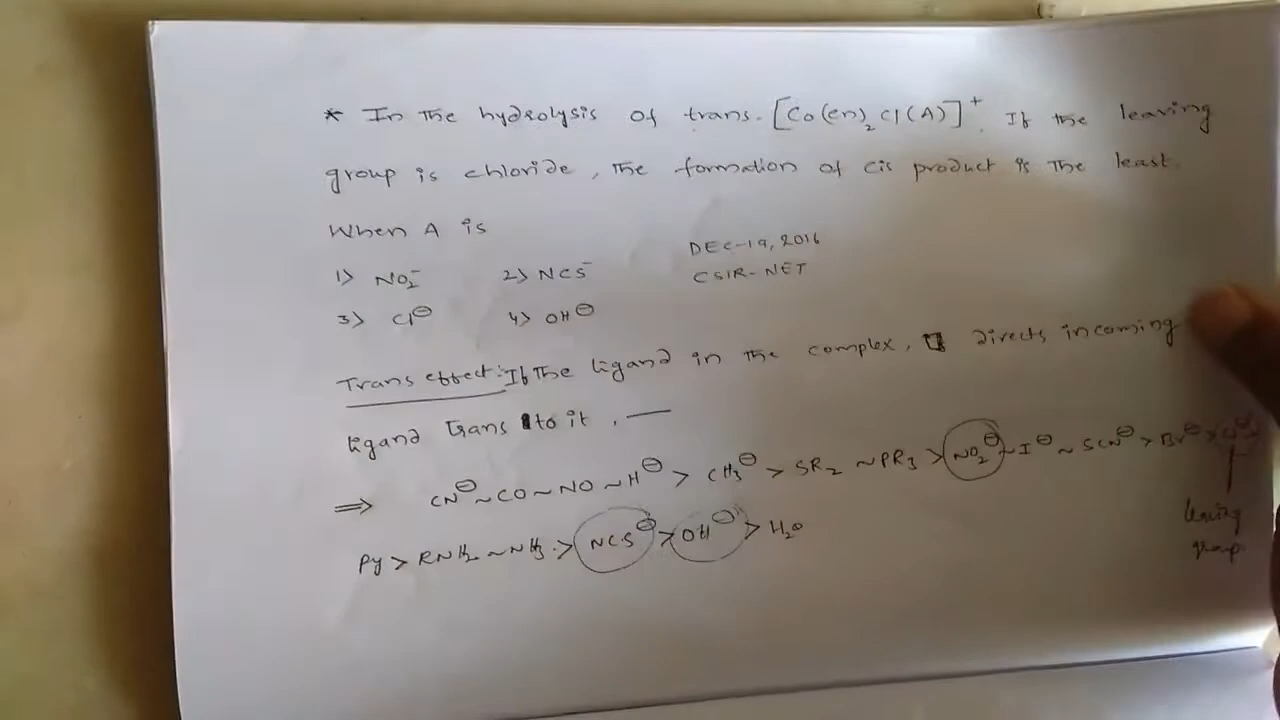 * In The hydrolysis of trans- [Co(en)₂Cl(A)]⁺. If the leaving
group is chloride, The formation of cis product is The least
When A is
1) NO₂⁻ 2) NCS⁻
3) Cl⊖ 4) OH⊖
DEC-19, 2016
CSIR-NET
Trans effect: If The ligand in The complex, directs incoming
ligand trans to it,
⇒ CN⊖ ~ CO ~ NO ~ H⊖ > CH₃⊖ > SR₂ ~ PR₃ > NO₂⊖ ~ I⊖ ~ SCN⊖ > Br⊖ > Cl⊖
leaving
group
Py > RNH₂ ~ NH₃ > NCS⊖ > OH⊖ > H₂O